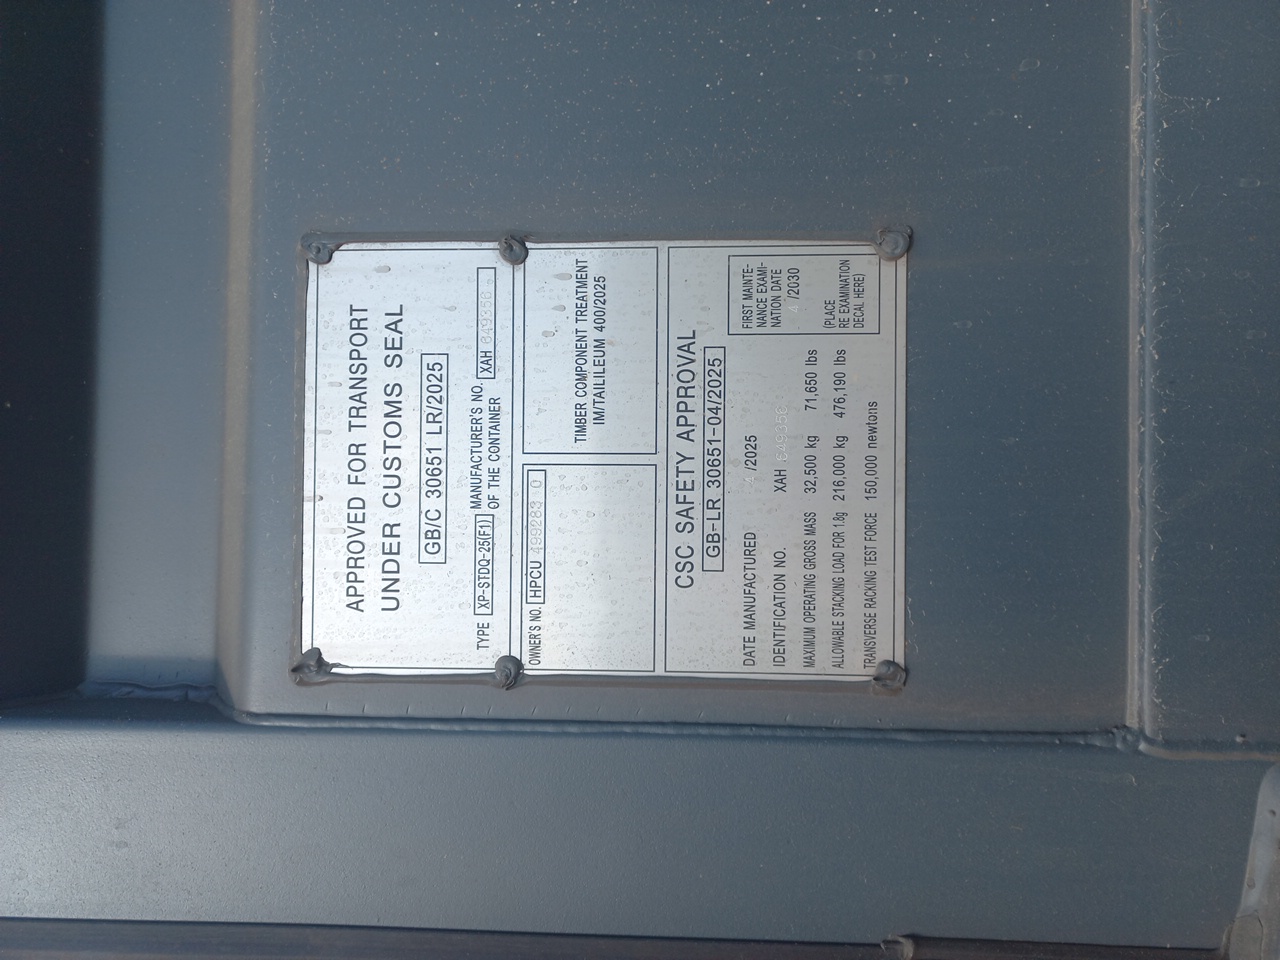 APPROVED FOR TRANSPORT
UNDER CUSTOMS SEAL
GB/C 30651 LR/2025
TYPE XP-STDQ-25(F1) MANUFACTURER'S NO. XAH
OF THE CONTAINER
OWNER'S NO. HPCU 499283 0
TIMBER COMPONENT TREATMENT
IM/TAILILEUM 400/2025
CSC SAFETY APPROVAL
GB-LR 30651-04/2025
DATE MANUFACTURED 4 /2025
IDENTIFICATION NO. XAH
MAXIMUM OPERATING GROSS MASS 32,500 kg 71,650 lbs
ALLOWABLE STACKING LOAD FOR 1.8g 216,000 kg 476,190 lbs
TRANSVERSE RACKING TEST FORCE 150,000 newtons
FIRST MAINTE-
NANCE EXAMI-
NATION DATE
4 /2030
(PLACE
RE EXAMINATION
DECAL HERE)